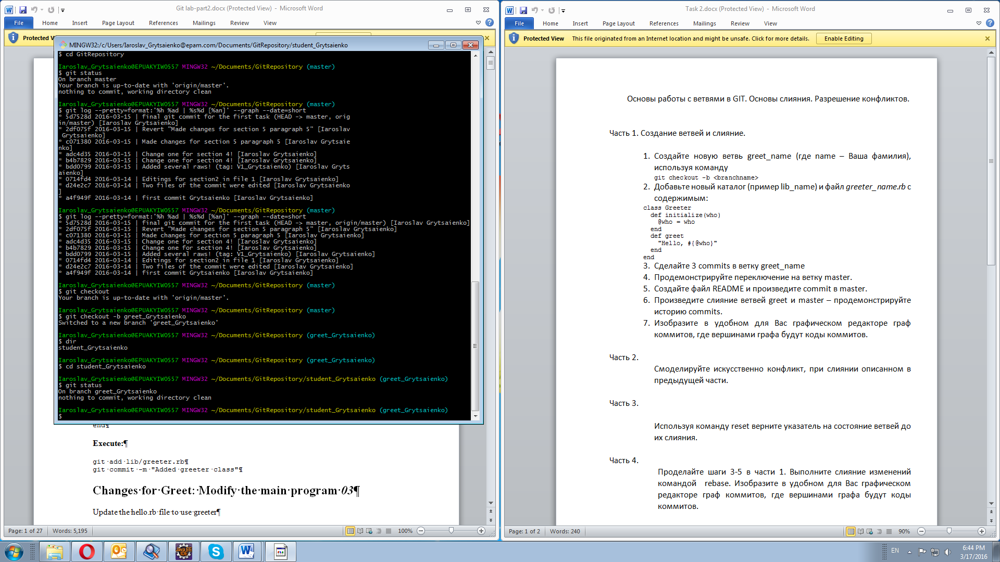 Git lab-part2.docx (Protected View) - Microsoft Word
File Home Insert Page Layout References Mailings Review View
Protected V
MINGW32:/c/Users/Iaroslav_Grytsaienko@epam.com/Documents/GitRepository/student_Grytsaienko
$ cd GitRepository
Iaroslav_Grytsaienko@EPUAKYIW0557 MINGW32 ~/Documents/GitRepository (master)
$ git status
On branch master
Your branch is up-to-date with 'origin/master'.
nothing to commit, working directory clean
Iaroslav_Grytsaienko@EPUAKYIW0557 MINGW32 ~/Documents/GitRepository (master)
$ git log --pretty=format:'%h %ad | %s%d [%an]' --graph --date=short
* 5d7528d 2016-03-15 | final git commit for the first task (HEAD -> master, orig
in/master) [Iaroslav Grytsaienko]
* 2df075f 2016-03-15 | Revert "Made changes for section 5 paragraph 5" [Iaroslav
Grytsaienko]
* c071380 2016-03-15 | Made changes for section 5 paragraph 5 [Iaroslav Grytsaie
nko]
* adc4d35 2016-03-15 | Change one for section 4! [Iaroslav Grytsaienko]
* b4b7829 2016-03-15 | Change one for section 4! [Iaroslav Grytsaienko]
* bdd0799 2016-03-15 | Added several raws! (tag: V1_Grytsaienko) [Iaroslav Gryts
aienko]
* 0714fd4 2016-03-14 | Editings for section2 in file 1 [Iaroslav Grytsaienko]
* d24e2c7 2016-03-14 | Two files of the commit were edited [Iaroslav Grytsaienko
]
* a4f949f 2016-03-14 | first commit Grytsaienko [Iaroslav Grytsaienko]
Iaroslav_Grytsaienko@EPUAKYIW0557 MINGW32 ~/Documents/GitRepository (master)
$ git log --pretty=format:'%h %ad | %s%d [%an]' --graph --date=short
* 5d7528d 2016-03-15 | final git commit for the first task (HEAD -> master, origin/master) [Iaroslav Grytsaienko]
* 2df075f 2016-03-15 | Revert "Made changes for section 5 paragraph 5" [Iaroslav Grytsaienko]
* c071380 2016-03-15 | Made changes for section 5 paragraph 5 [Iaroslav Grytsaienko]
* adc4d35 2016-03-15 | Change one for section 4! [Iaroslav Grytsaienko]
* b4b7829 2016-03-15 | Change one for section 4! [Iaroslav Grytsaienko]
* bdd0799 2016-03-15 | Added several raws! (tag: V1_Grytsaienko) [Iaroslav Grytsaienko]
* 0714fd4 2016-03-14 | Editings for section2 in file 1 [Iaroslav Grytsaienko]
* d24e2c7 2016-03-14 | Two files of the commit were edited [Iaroslav Grytsaienko]
* a4f949f 2016-03-14 | first commit Grytsaienko [Iaroslav Grytsaienko]
Iaroslav_Grytsaienko@EPUAKYIW0557 MINGW32 ~/Documents/GitRepository (master)
$ git checkout
Your branch is up-to-date with 'origin/master'.
Iaroslav_Grytsaienko@EPUAKYIW0557 MINGW32 ~/Documents/GitRepository (master)
$ git checkout -b greet_Grytsaienko
Switched to a new branch 'greet_Grytsaienko'
Iaroslav_Grytsaienko@EPUAKYIW0557 MINGW32 ~/Documents/GitRepository (greet_Grytsaienko)
$ dir
student_Grytsaienko
Iaroslav_Grytsaienko@EPUAKYIW0557 MINGW32 ~/Documents/GitRepository (greet_Grytsaienko)
$ cd student_Grytsaienko
Iaroslav_Grytsaienko@EPUAKYIW0557 MINGW32 ~/Documents/GitRepository/student_Grytsaienko (greet_Grytsaienko)
$ git status
On branch greet_Grytsaienko
nothing to commit, working directory clean
Iaroslav_Grytsaienko@EPUAKYIW0557 MINGW32 ~/Documents/GitRepository/student_Grytsaienko (greet_Grytsaienko)
$
end¶
Execute:¶
git·add·lib/greeter.rb¶
git·commit·-m·"Added·greeter·class"¶
Changes·for·Greet:·Modify·the·main·program·03¶
Update·the·hello.rb·file·to·use·greeter¶
Page: 1 of 27 Words: 5,195 100%
Task 2.docx (Protected View) - Microsoft Word
File Home Insert Page Layout References Mailings Review View
Protected View This file originated from an Internet location and might be unsafe. Click for more details. Enable Editing
Основы работы с ветвями в GIT. Основы слияния. Разрешение конфликтов.
Часть 1. Создание ветвей и слияние.
1. Создайте новую ветвь greet_name (где name – Ваша фамилия),
используя команду
git checkout -b <branchname>
2. Добавьте новый каталог (пример lib_name) и файл greeter_name.rb с
содержимым:
class Greeter
def initialize(who)
@who = who
end
def greet
"Hello, #{@who}"
end
end
3. Сделайте 3 commits в ветку greet_name
4. Продемонстрируйте переключение на ветку master.
5. Создайте файл README и произведите commit в master.
6. Произведите слияние ветвей greet и master – продемонстрируйте
историю commits.
7. Изобразите в удобном для Вас графическом редакторе граф
коммитов, где вершинами графа будут коды коммитов.
Часть 2.
Смоделируйте искусственно конфликт, при слиянии описанном в
предыдущей части.
Часть 3.
Используя команду reset верните указатель на состояние ветвей до
их слияния.
Часть 4.
Проделайте шаги 3-5 в части 1. Выполните слияние изменений
командой rebase. Изобразите в удобном для Вас графическом
редакторе граф коммитов, где вершинами графа будут коды
коммитов.
Page: 1 of 2 Words: 240 90%
Java EE
IDE
EN
6:44 PM
3/17/2016